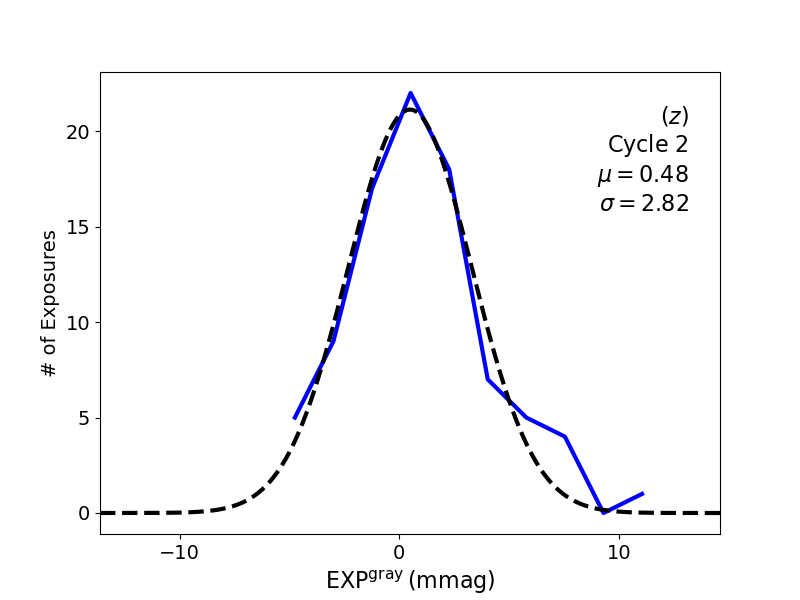 (z)
Cycle 2
μ = 0.48
σ = 2.82
20
15
10
5
0
# of Exposures
−10 0 10
EXP^gray (mmag)